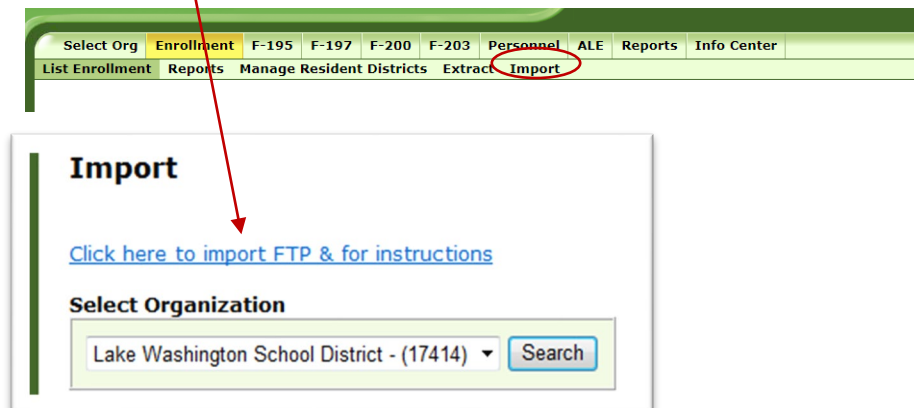 Select Org Enrollment F-195 F-197 F-200 F-203 Personnel ALE Reports Info Center
List Enrollment Reports Manage Resident Districts Extract Import
Import
Click here to import FTP & for instructions
Select Organization
Lake Washington School District - (17414) Search